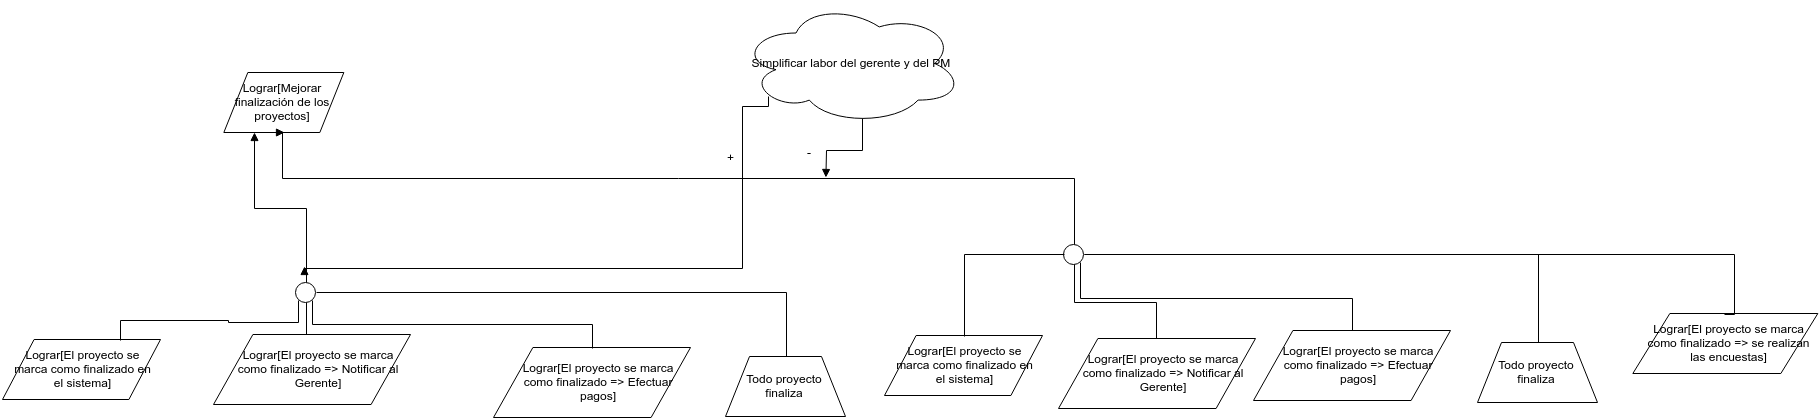 Simplificar labor del gerente y del PM
Lograr[Mejorar
finalización de los
proyectos]
+
-
Lograr[El proyecto se
marca como finalizado en
el sistema]
Lograr[El proyecto se marca
como finalizado => Notificar al
Gerente]
Lograr[El proyecto se marca
como finalizado => Efectuar
pagos]
Todo proyecto
finaliza
Lograr[El proyecto se
marca como finalizado en
el sistema]
Lograr[El proyecto se marca
como finalizado => Notificar al
Gerente]
Lograr[El proyecto se marca
como finalizado => Efectuar
pagos]
Todo proyecto
finaliza
Lograr[El proyecto se marca
como finalizado => se realizan
las encuestas]